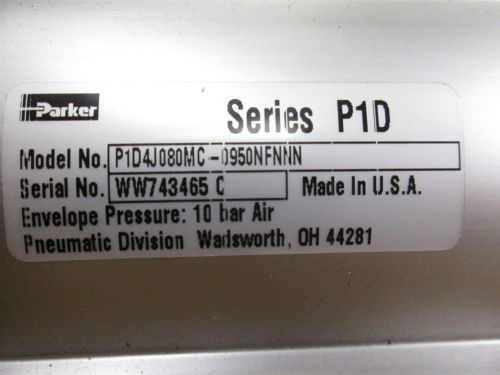 Parker
Series P1D
Model No. P1D4J080MC-0950NFNNN
Serial No. WW743465 C Made In U.S.A.
Envelope Pressure: 10 bar Air
Pneumatic Division Wadsworth, OH 44281